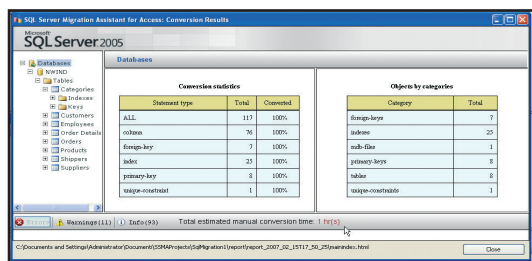 SQL Server Migration Assistant for Access: Conversion Results
Microsoft
SQL Server 2005
Databases
NWIND
Tables
Categories
Indexes
Keys
Customers
Employees
Order Details
Orders
Products
Shippers
Suppliers
Databases
Conversion statistics
Statement type Total Converted
ALL 117 100%
column 76 100%
foreign-key 7 100%
index 25 100%
primary-key 8 100%
unique-constraint 1 100%
Objects by categories
Category Total
foreign-keys 7
indexes 25
mdb-files 1
primary-keys 8
tables 8
unique-constraints 1
Errors Warnings(11) Info(93) Total estimated manual conversion time: 1 hr(s)
C:\Documents and Settings\Administrator\Documenti\SSMAProjects\SqlMigration1\report\report_2007_02_15T17_50_25\mainindex.html
Close